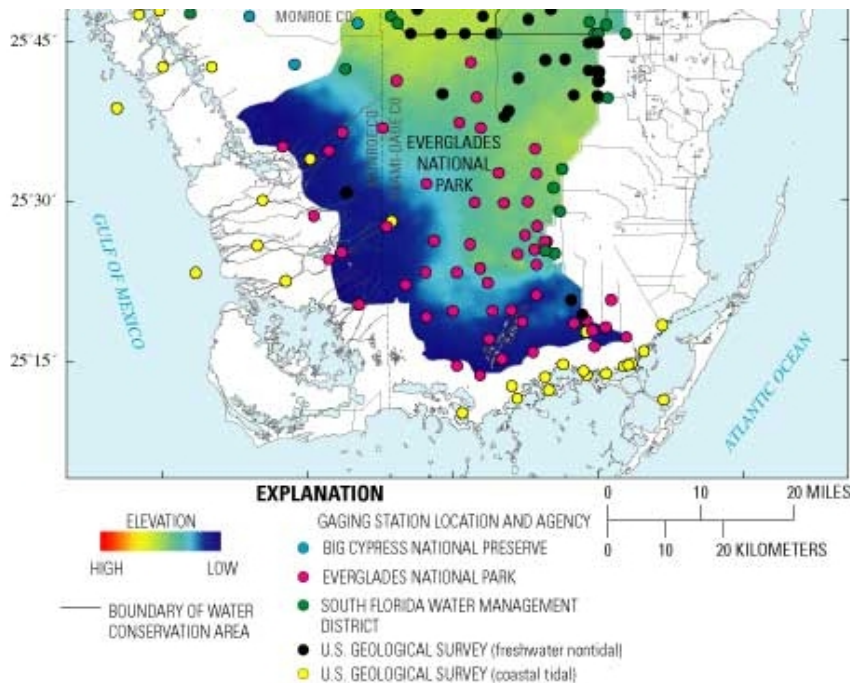 MONROE CO
25°45´
MONROE CO
MIAMI-DADE CO
EVERGLADES
NATIONAL
PARK
25°30´
GULF OF MEXICO
25°15´
ATLANTIC OCEAN
EXPLANATION
ELEVATION
HIGH
LOW
BOUNDARY OF WATER
CONSERVATION AREA
GAGING STATION LOCATION AND AGENCY
BIG CYPRESS NATIONAL PRESERVE
EVERGLADES NATIONAL PARK
SOUTH FLORIDA WATER MANAGEMENT
DISTRICT
U.S. GEOLOGICAL SURVEY (freshwater nontidal)
U.S. GEOLOGICAL SURVEY (coastal tidal)
0 10 20 MILES
0 10 20 KILOMETERS